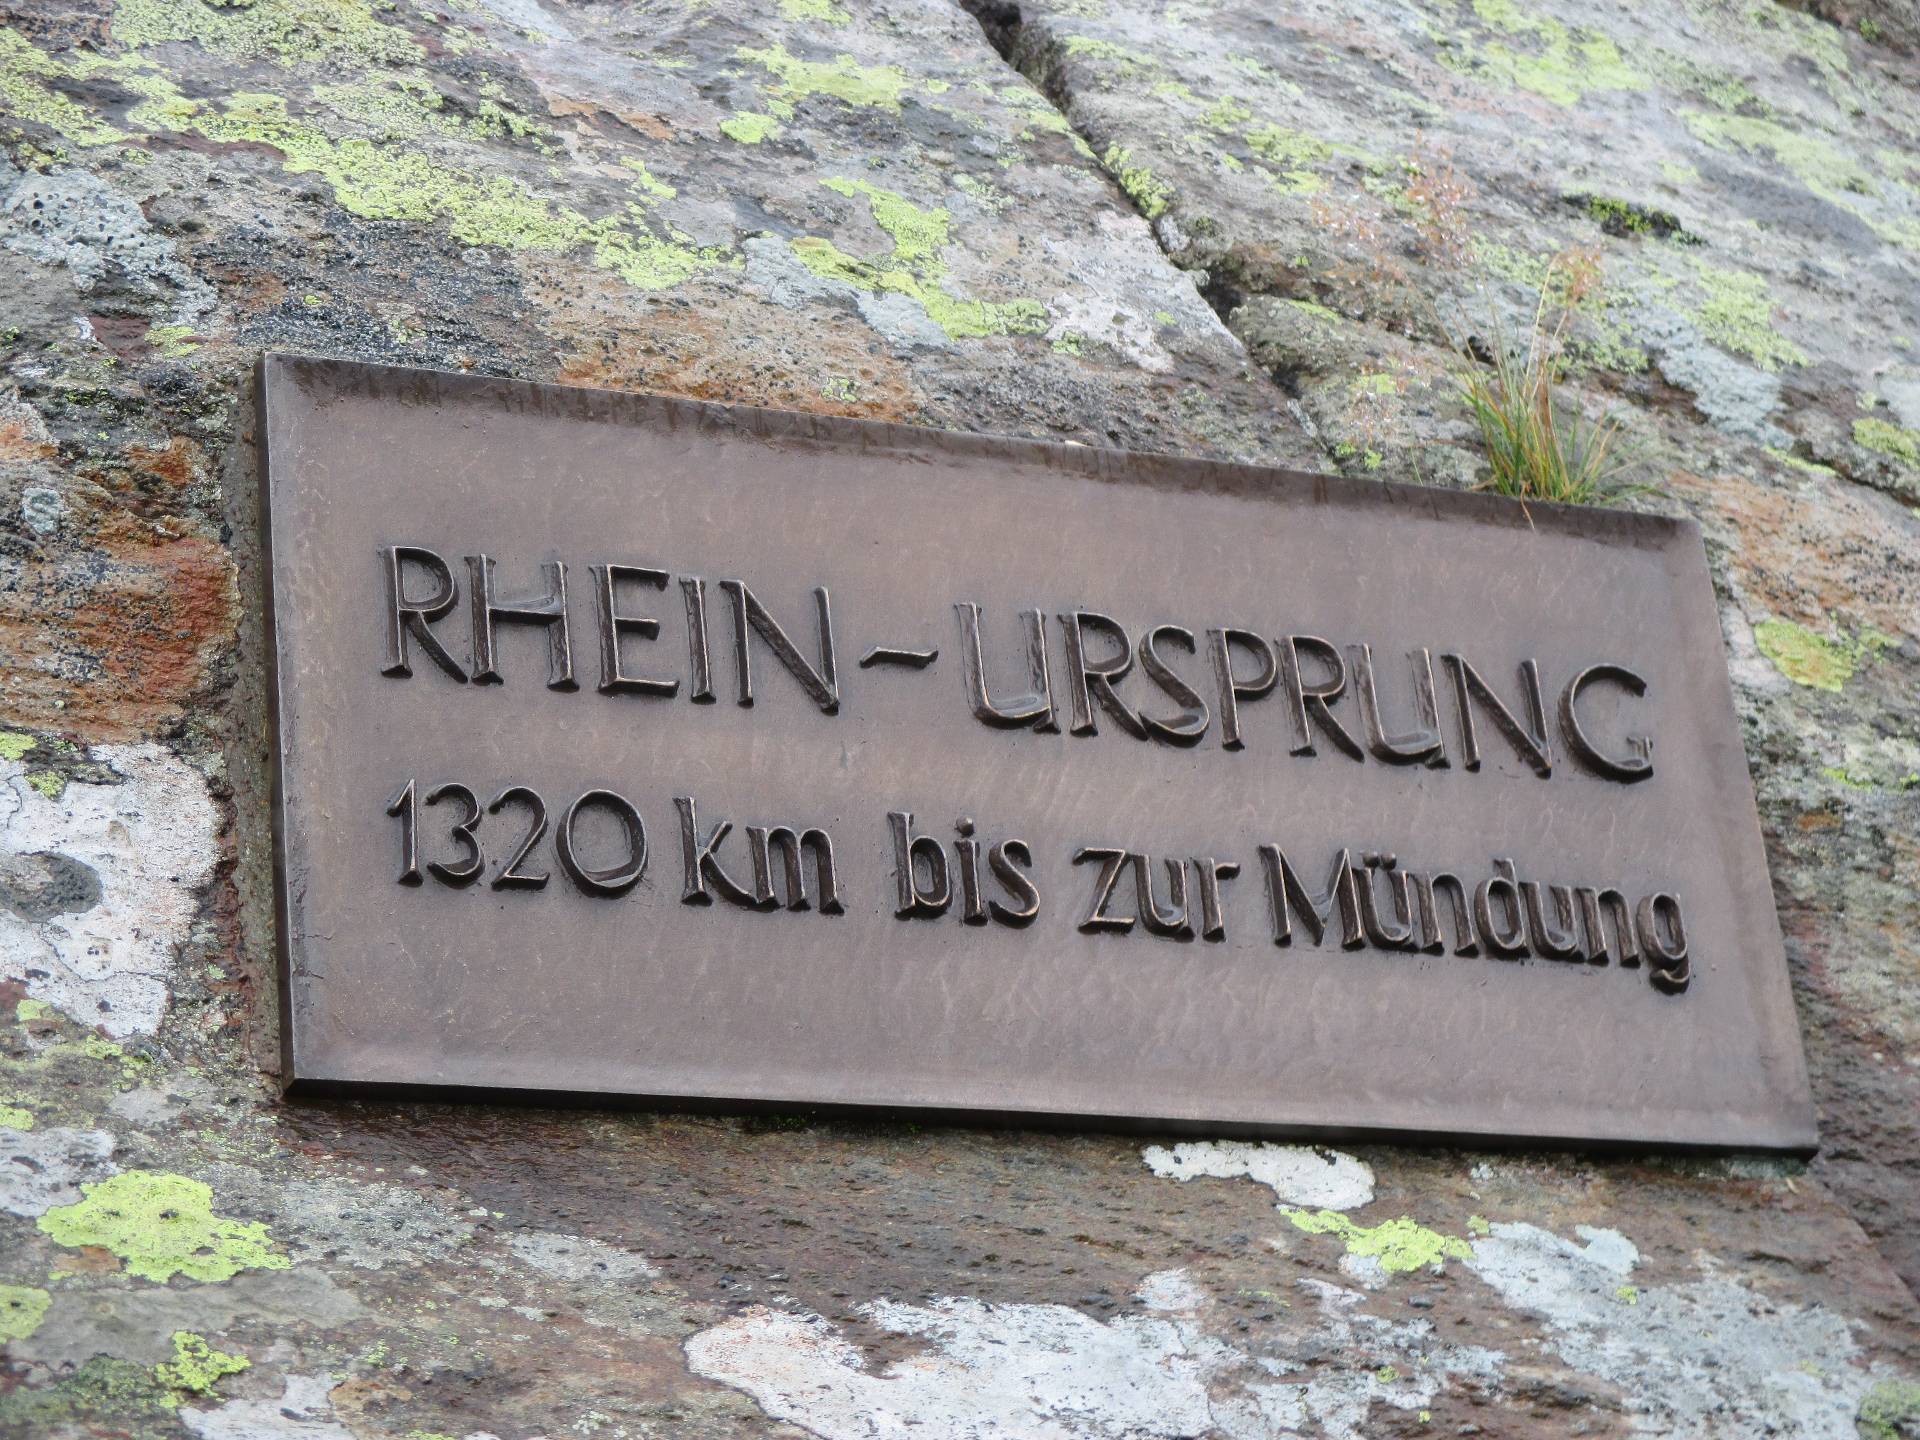 RHEIN-URSPRUNG
1320 km bis zur Mündung